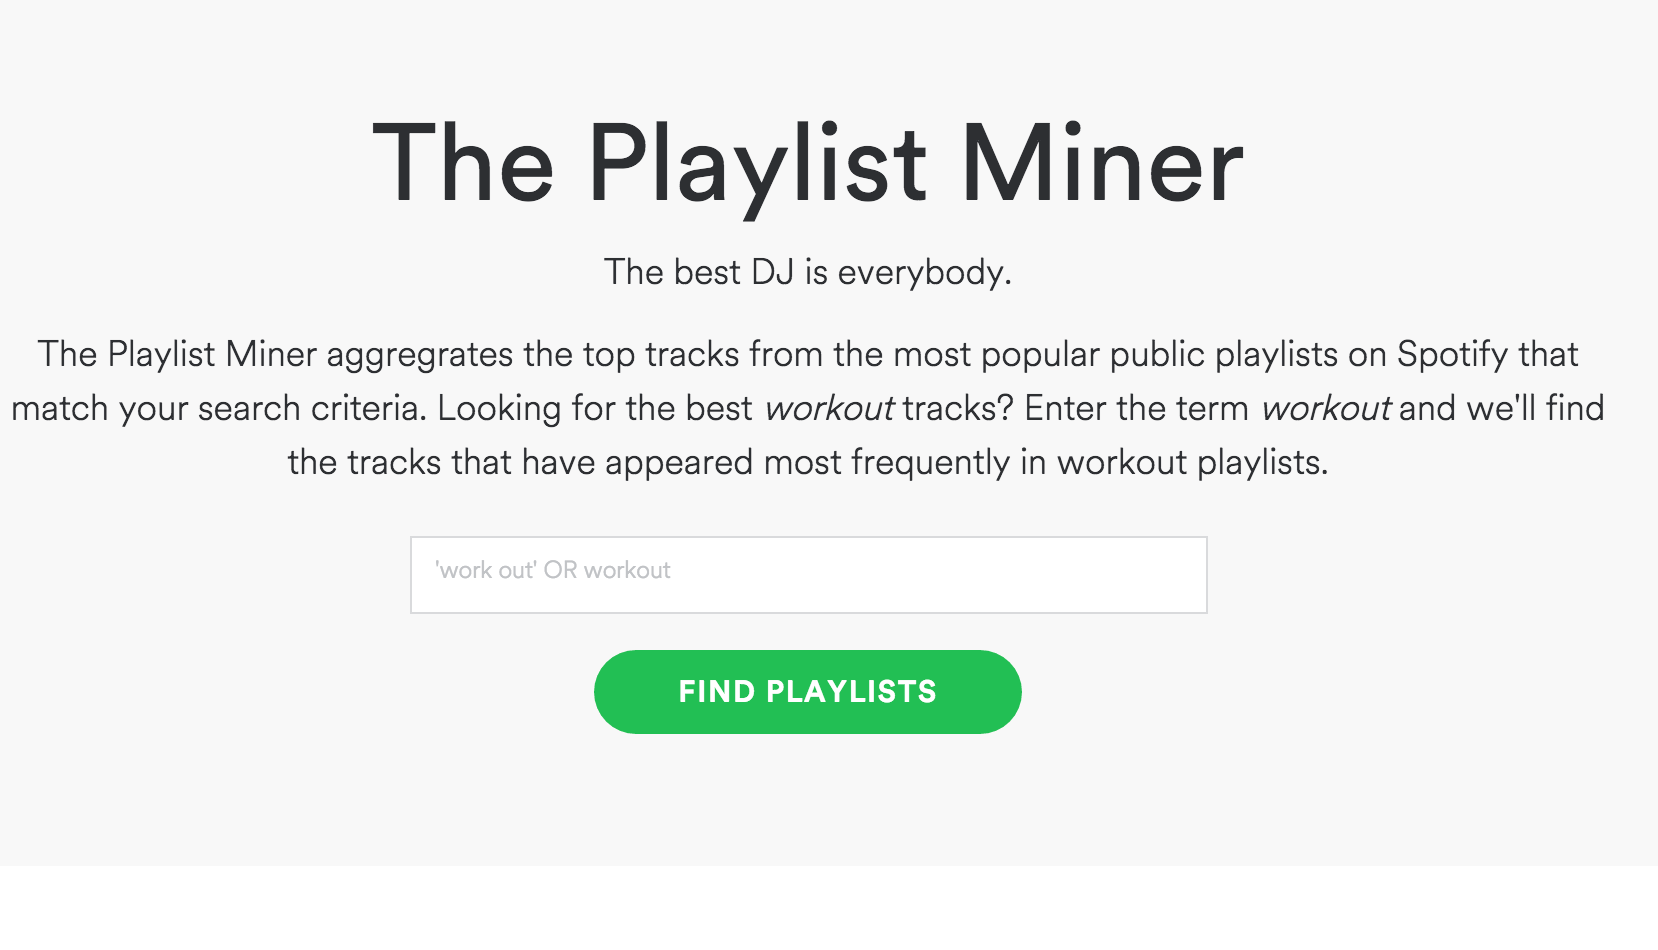 The Playlist Miner
The best DJ is everybody.
The Playlist Miner aggregrates the top tracks from the most popular public playlists on Spotify that
match your search criteria. Looking for the best workout tracks? Enter the term workout and we'll find
the tracks that have appeared most frequently in workout playlists.
'work out' OR workout
FIND PLAYLISTS